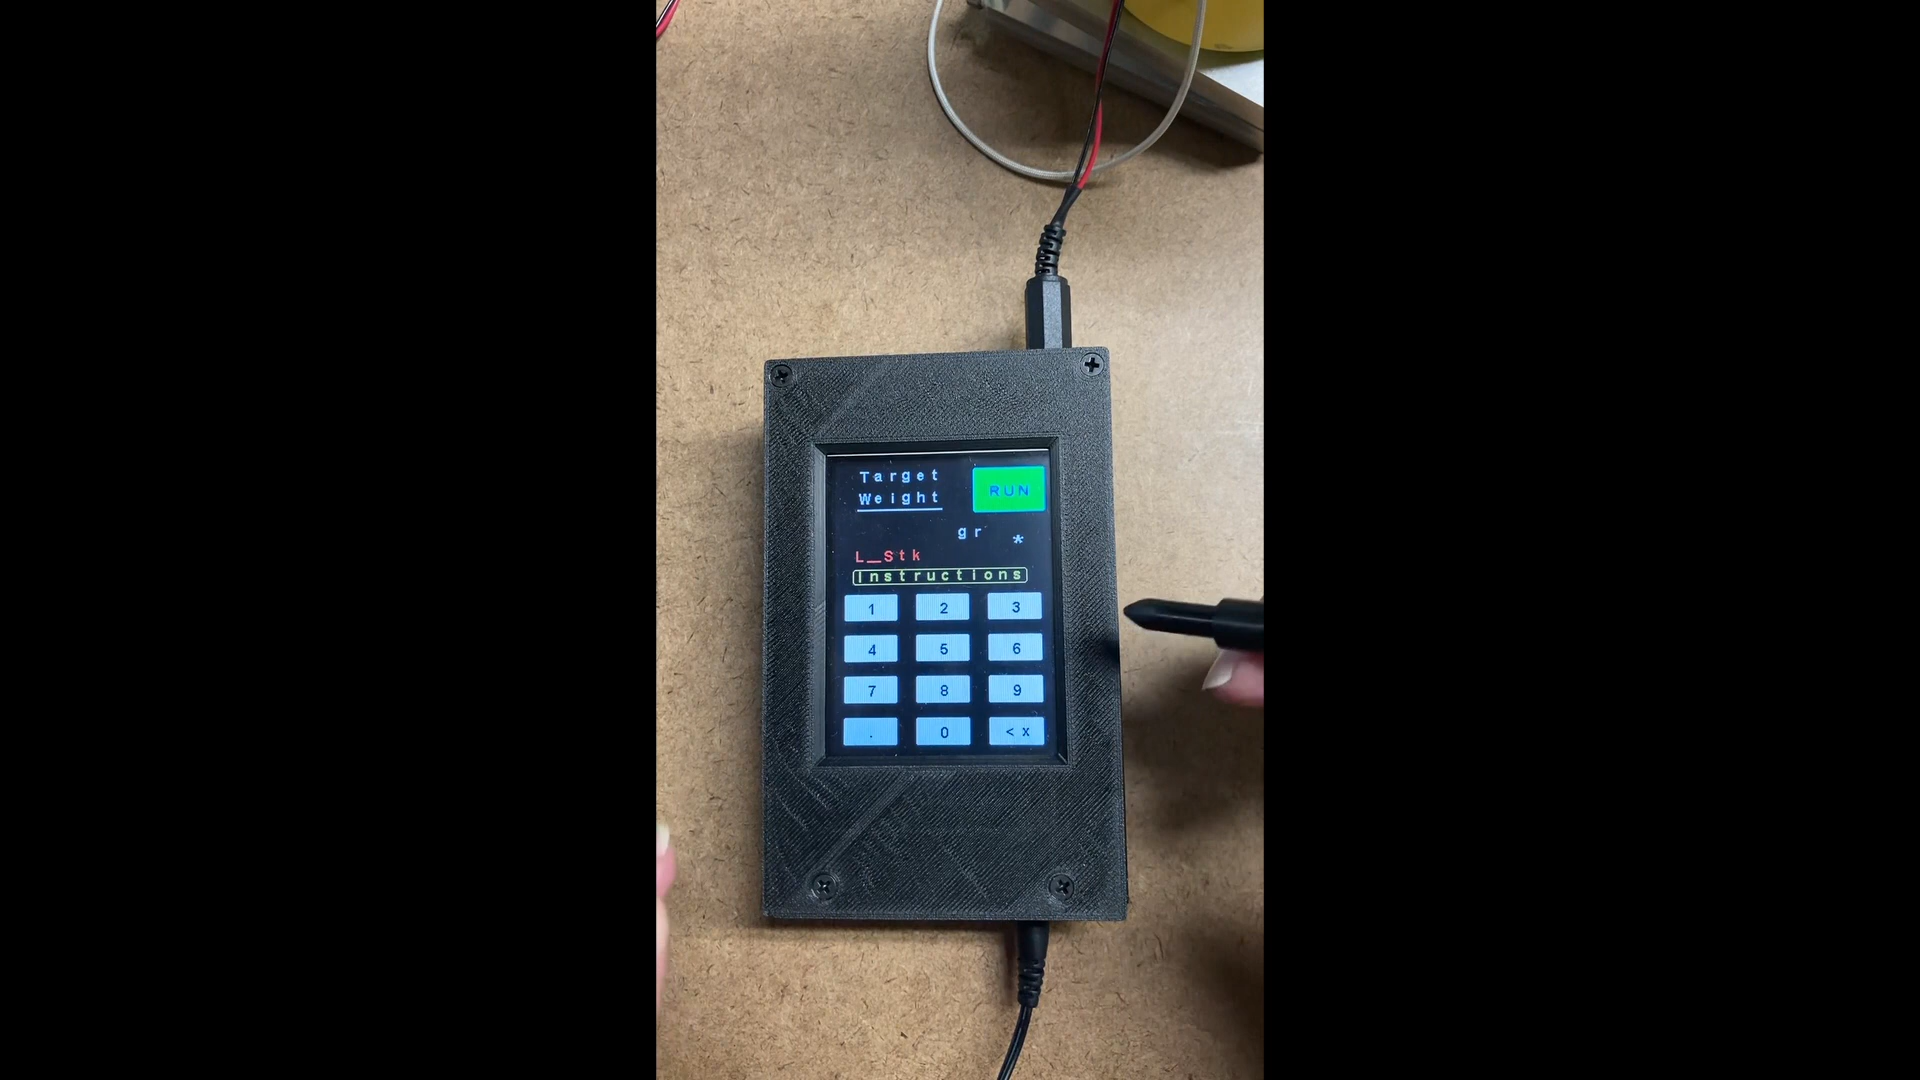 Target
Weight
RUN
gr *
L_Stk
Instructions
1 2 3
4 5 6
7 8 9
. 0 <x